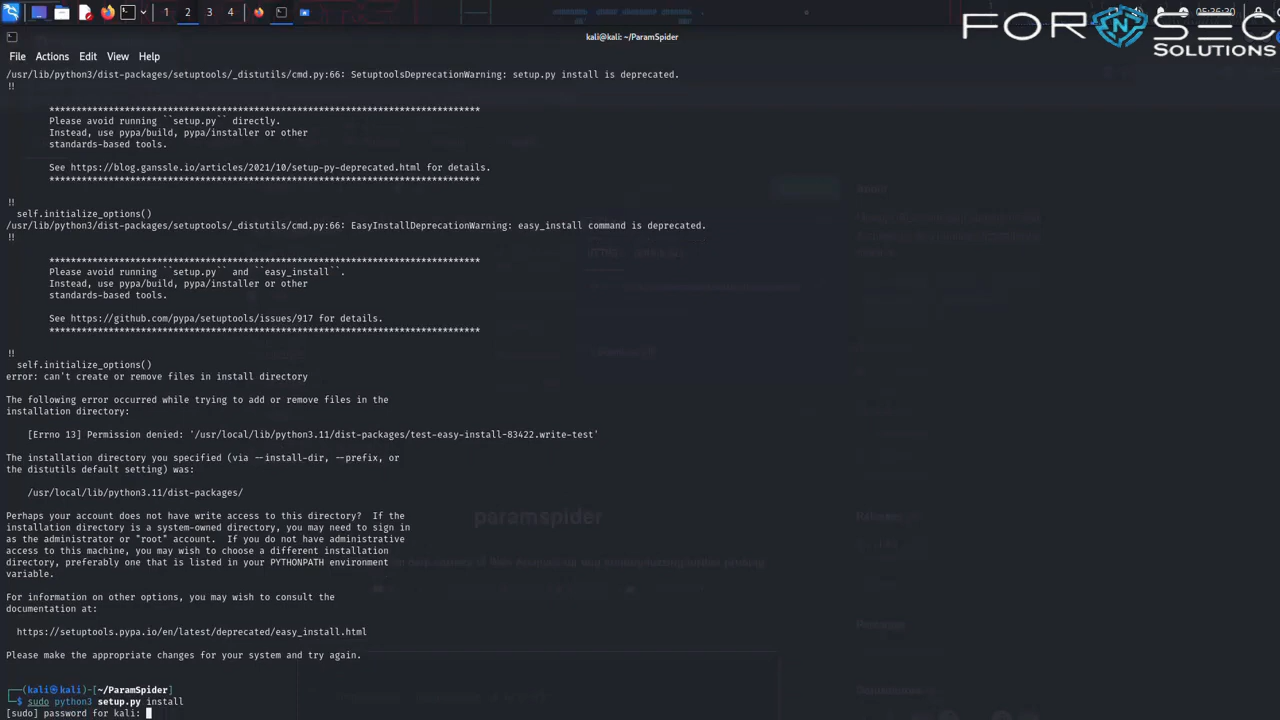 1 2 3 4
05:36:30
FORNSEC
SOLUTIONS
kali@kali: ~/ParamSpider
File Actions Edit View Help
/usr/lib/python3/dist-packages/setuptools/_distutils/cmd.py:66: SetuptoolsDeprecationWarning: setup.py install is deprecated.
!!
********************************************************************************
Please avoid running ``setup.py`` directly.
Instead, use pypa/build, pypa/installer or other
standards-based tools.
See https://blog.ganssle.io/articles/2021/10/setup-py-deprecated.html for details.
********************************************************************************
!!
self.initialize_options()
/usr/lib/python3/dist-packages/setuptools/_distutils/cmd.py:66: EasyInstallDeprecationWarning: easy_install command is deprecated.
!!
********************************************************************************
Please avoid running ``setup.py`` and ``easy_install``.
Instead, use pypa/build, pypa/installer or other
standards-based tools.
See https://github.com/pypa/setuptools/issues/917 for details.
********************************************************************************
!!
self.initialize_options()
error: can't create or remove files in install directory
The following error occurred while trying to add or remove files in the
installation directory:
[Errno 13] Permission denied: '/usr/local/lib/python3.11/dist-packages/test-easy-install-83422.write-test'
The installation directory you specified (via --install-dir, --prefix, or
the distutils default setting) was:
/usr/local/lib/python3.11/dist-packages/
Perhaps your account does not have write access to this directory?  If the
installation directory is a system-owned directory, you may need to sign in
as the administrator or "root" account.  If you do not have administrative
access to this machine, you may wish to choose a different installation
directory, preferably one that is listed in your PYTHONPATH environment
variable.
For information on other options, you may wish to consult the
documentation at:
https://setuptools.pypa.io/en/latest/deprecated/easy_install.html
Please make the appropriate changes for your system and try again.
paramspider
┌──(kali㉿kali)-[~/ParamSpider]
└─$ sudo python3 setup.py install
[sudo] password for kali: